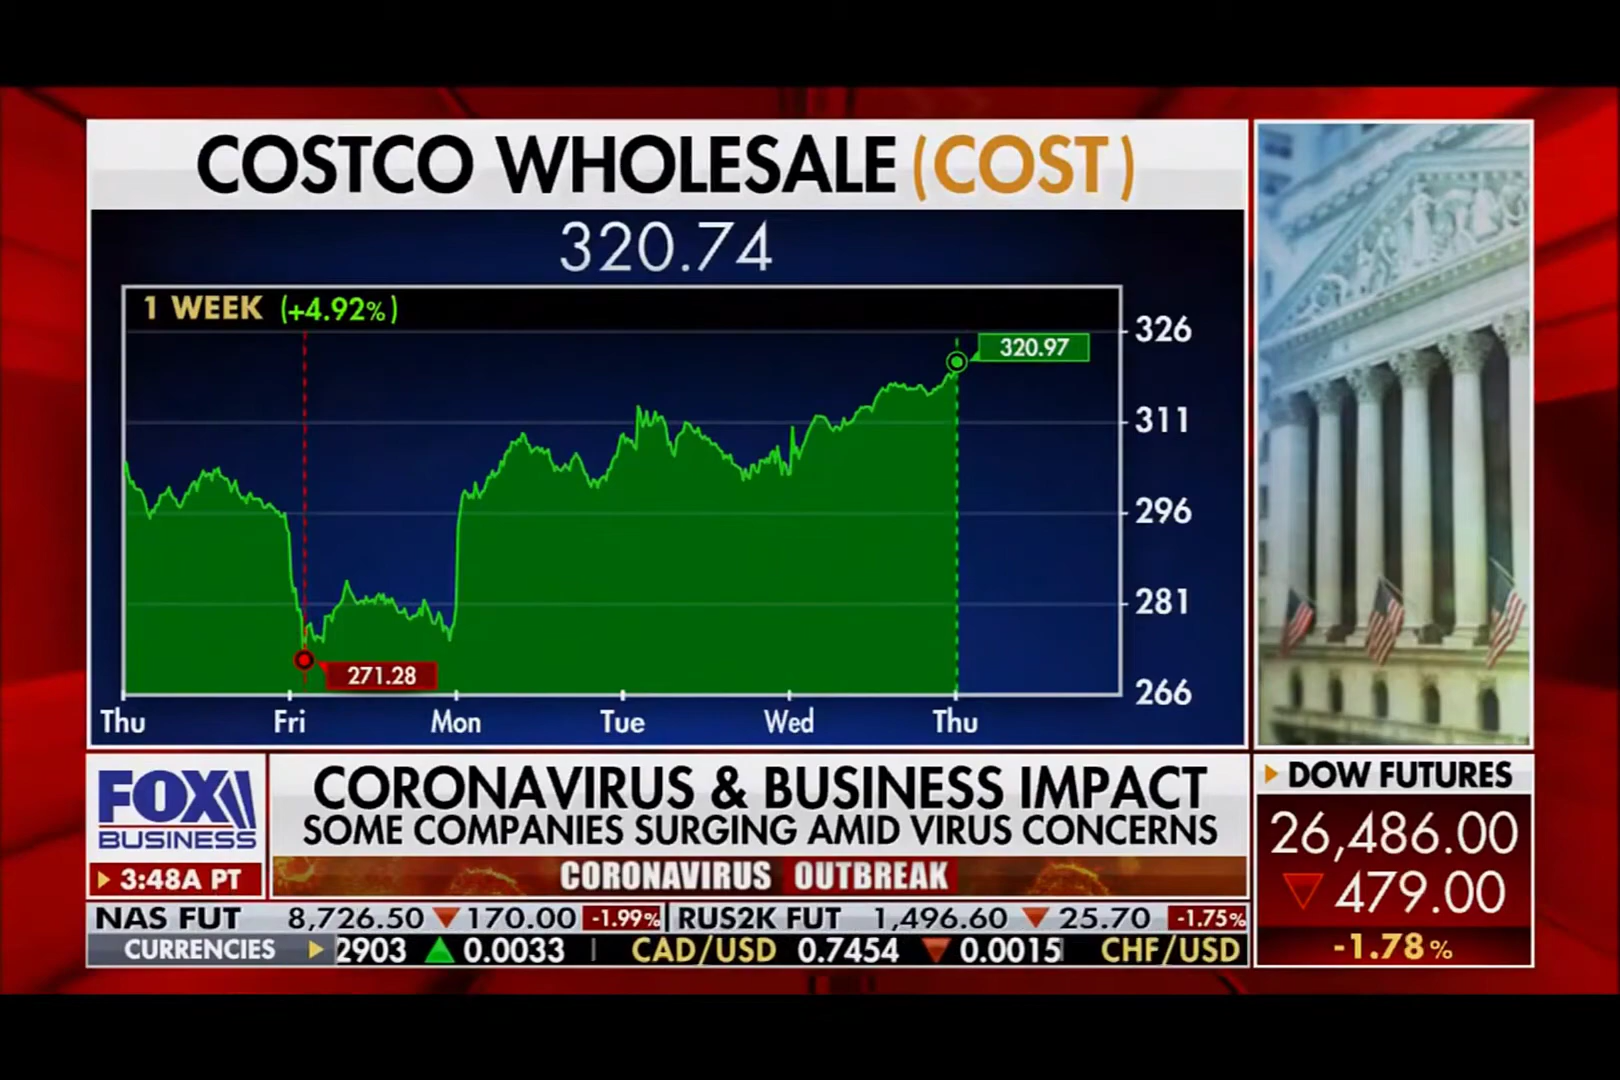 COSTCO WHOLESALE (COST)
320.74
1 WEEK (+4.92%)
326
320.97
311
296
281
271.28
266
Thu Fri Mon Tue Wed Thu
FOX
BUSINESS
3:48A PT
CORONAVIRUS & BUSINESS IMPACT
SOME COMPANIES SURGING AMID VIRUS CONCERNS
CORONAVIRUS OUTBREAK
DOW FUTURES
26,486.00
▼ 479.00
-1.78%
NAS FUT 8,726.50 ▼ 170.00 -1.99% RUS2K FUT 1,496.60 ▼ 25.70 -1.75%
CURRENCIES 2903 ▲ 0.0033 | CAD/USD 0.7454 ▼ 0.0015 CHF/USD